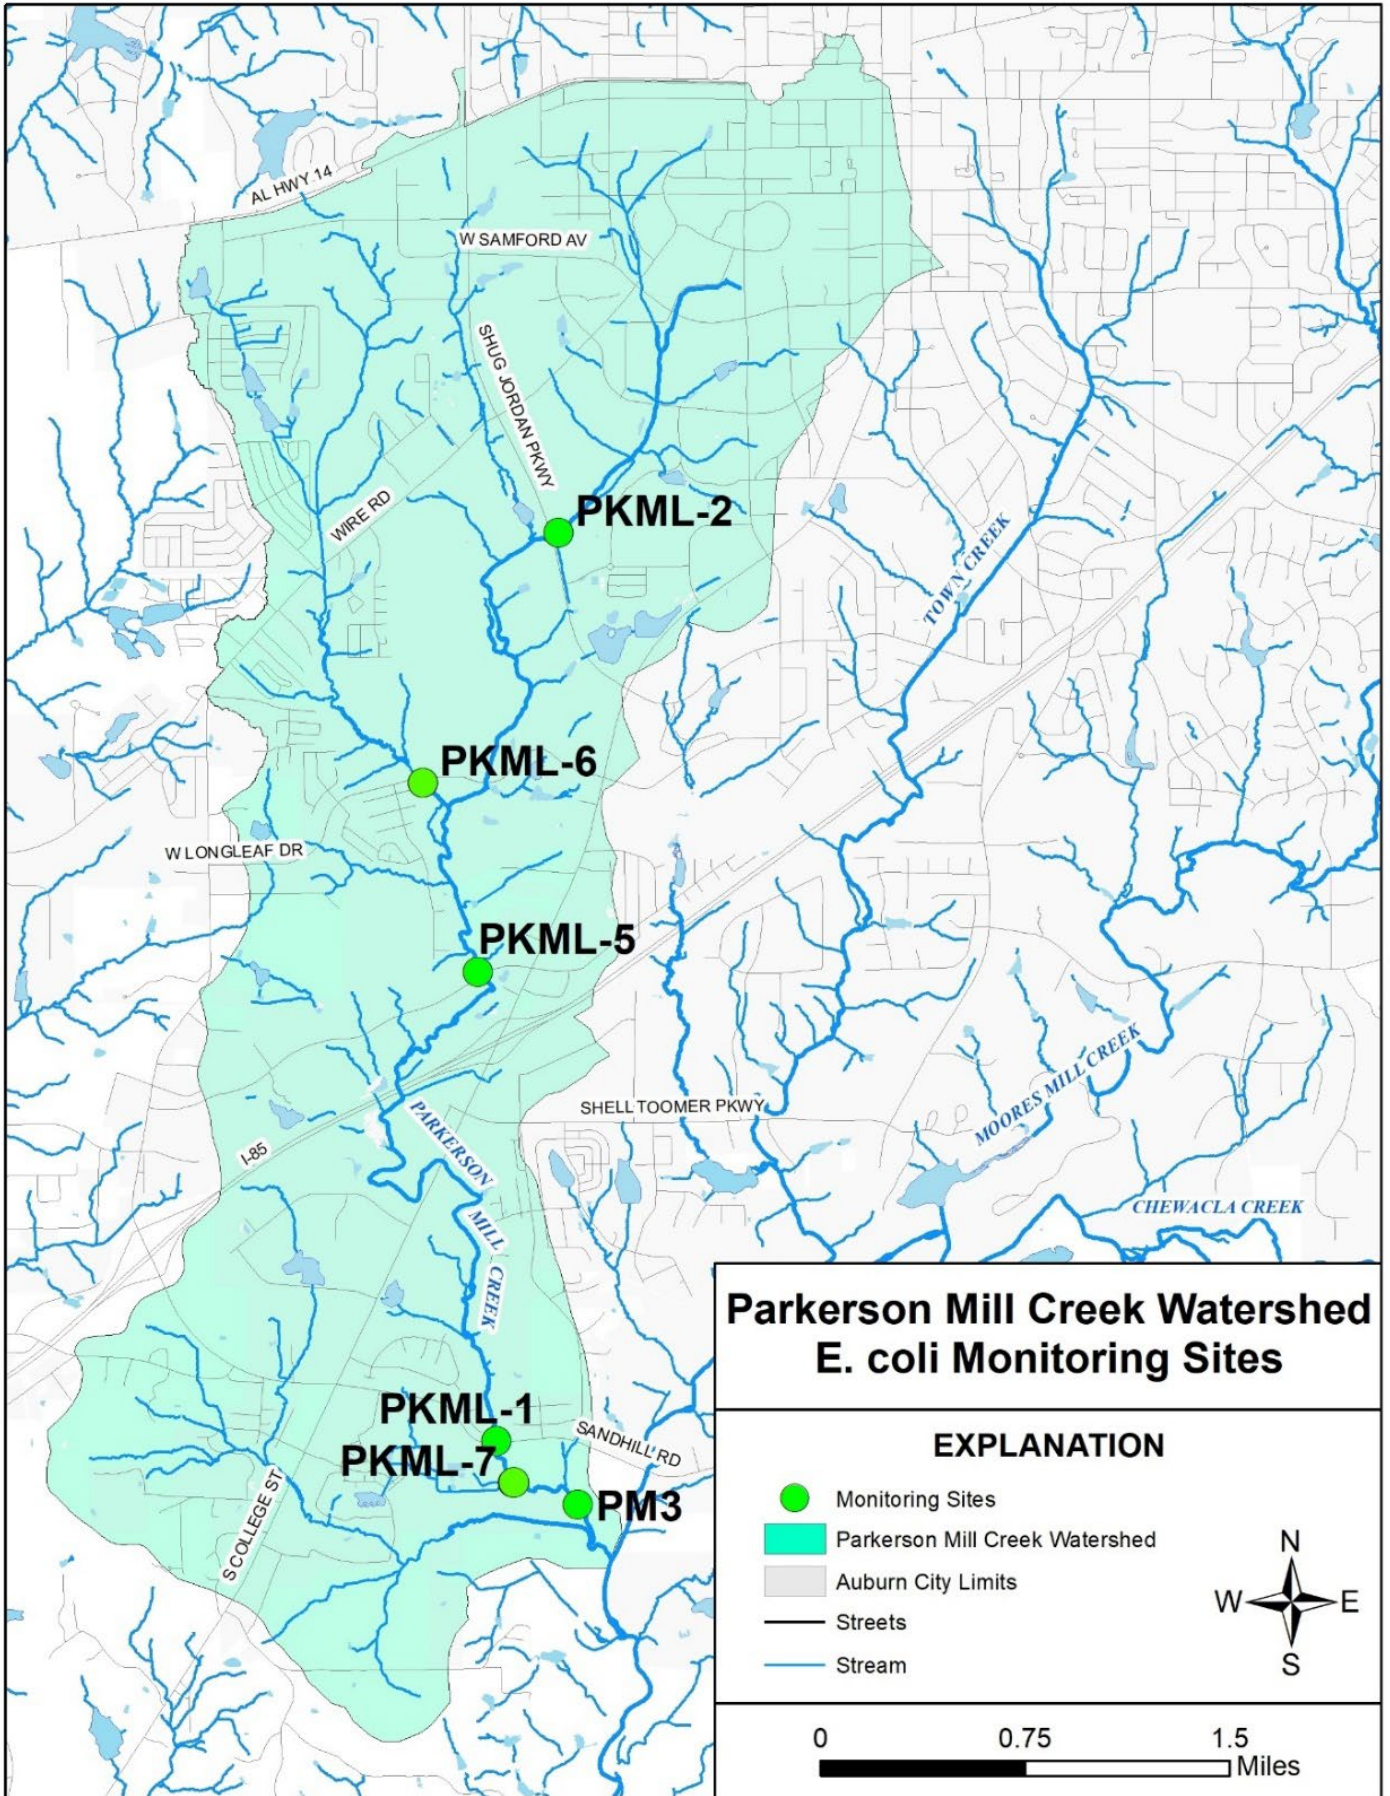 AL HWY 14
W SAMFORD AV
SHUG JORDAN PKWY
WIRE RD
PKML-2
TOWN CREEK
PKML-6
W LONGLEAF DR
PKML-5
SHELL TOOMER PKWY
MOORES MILL CREEK
I-85
PARKERSON
MILL
CREEK
CHEWACLA CREEK
PKML-1
SANDHILL RD
PKML-7
PM3
S COLLEGE ST
Parkerson Mill Creek Watershed
E. coli Monitoring Sites
EXPLANATION
Monitoring Sites
Parkerson Mill Creek Watershed
Auburn City Limits
Streets
Stream
N
W E
S
0 0.75 1.5
Miles